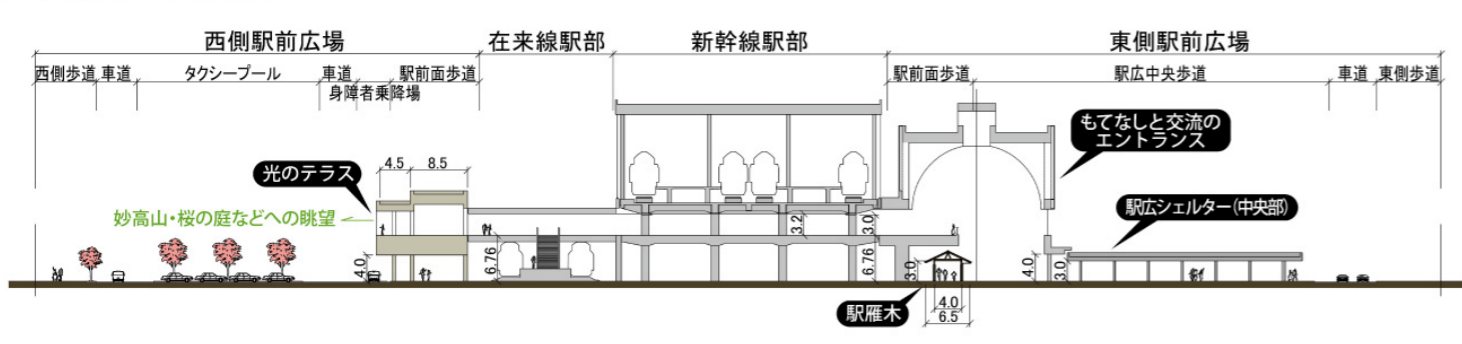 西側駅前広場
在来線駅部
新幹線駅部
東側駅前広場
西側歩道
車道
タクシープール
車道
駅前面歩道
身障者乗降場
駅前面歩道
駅広中央歩道
車道
東側歩道
もてなしと交流の
エントランス
4.5
8.5
光のテラス
妙高山・桜の庭などへの眺望
駅広シェルター(中央部)
3.2
3.0
4.0
6.76
6.76
3.0
4.0
3.0
駅雁木
4.0
6.5